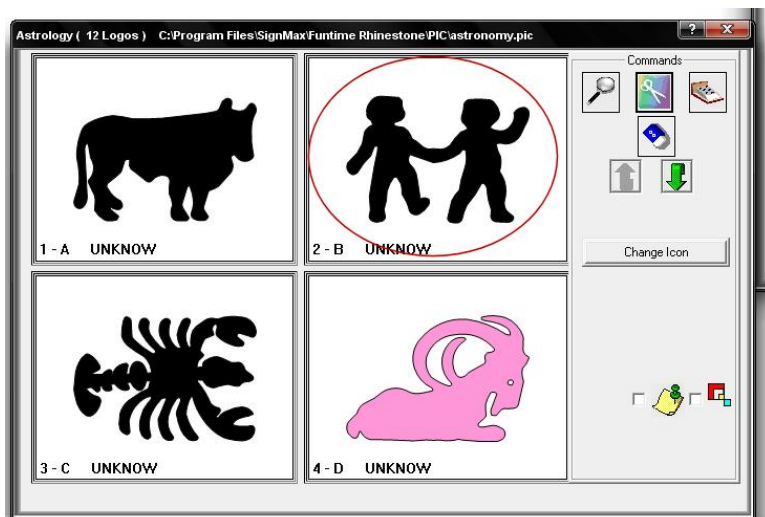 Astrology ( 12 Logos )    C:\Program Files\SignMax\Funtime Rhinestone\PIC\astronomy.pic
Commands
1 - A    UNKNOW
2 - B    UNKNOW
Change Icon
3 - C    UNKNOW
4 - D    UNKNOW